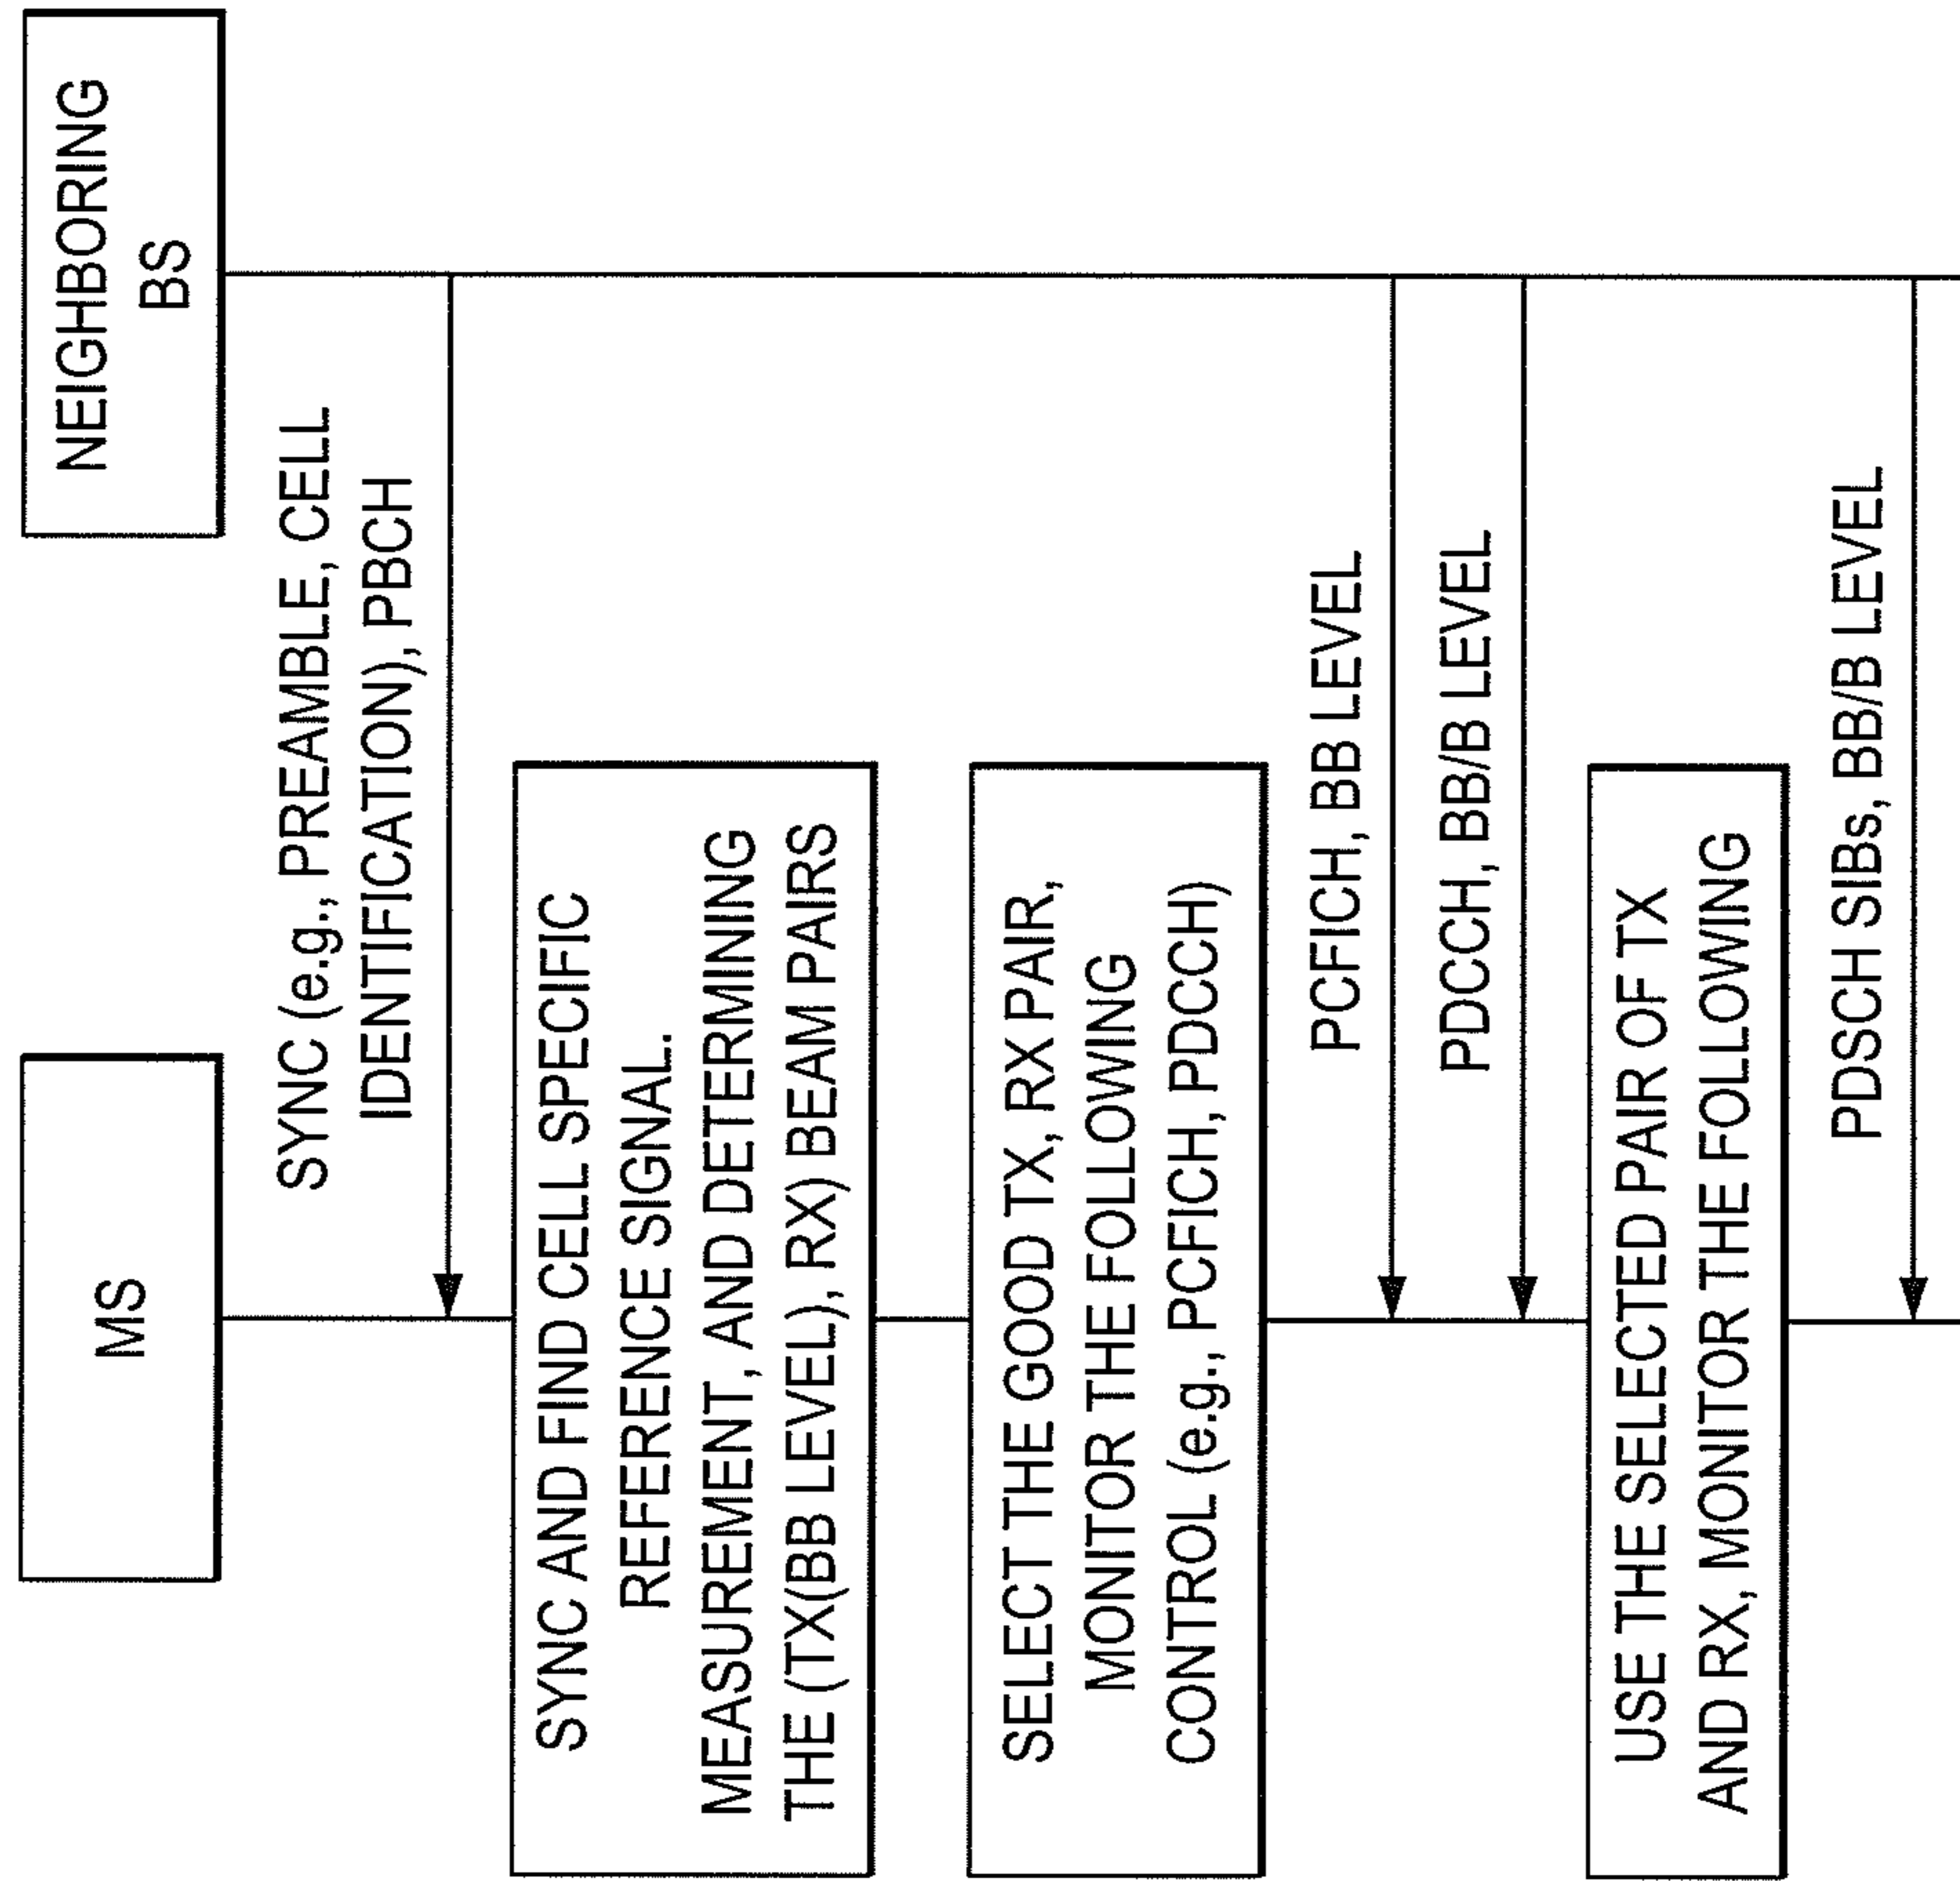 NEIGHBORING
BS
MS
SYNC (e.g., PREAMBLE, CELL
IDENTIFICATION), PBCH
SYNC AND FIND CELL SPECIFIC
REFERENCE SIGNAL.
MEASUREMENT, AND DETERMINING
THE (TX(BB LEVEL), RX) BEAM PAIRS
SELECT THE GOOD TX, RX PAIR,
MONITOR THE FOLLOWING
CONTROL (e.g., PCFICH, PDCCH)
PCFICH, BB LEVEL
PDCCH, BB/B LEVEL
USE THE SELECTED PAIR OF TX
AND RX, MONITOR THE FOLLOWING
PDSCH SIBs, BB/B LEVEL